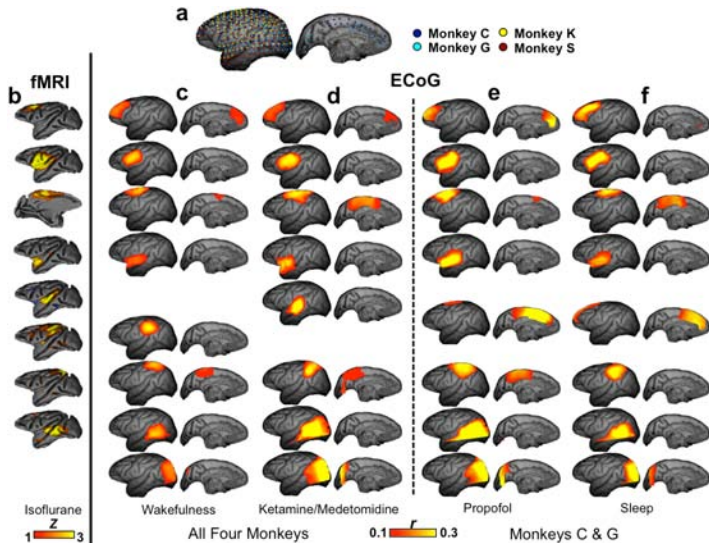 a
Monkey C
Monkey K
Monkey G
Monkey S
fMRI
ECoG
b
c
d
e
f
Isoflurane
Wakefulness
Ketamine/Medetomidine
Propofol
Sleep
1 Z 3
All Four Monkeys
0.1 r 0.3
Monkeys C & G